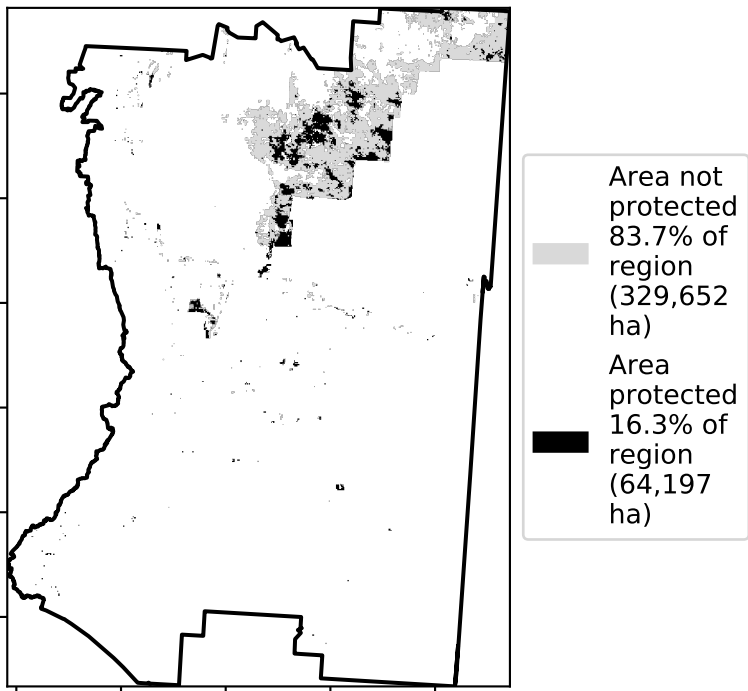 Area not
protected
83.7% of
region
(329,652
ha)
Area
protected
16.3% of
region
(64,197
ha)